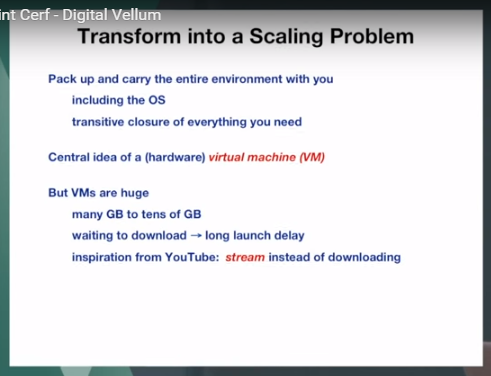 int Cerf - Digital Vellum
Transform into a Scaling Problem
Pack up and carry the entire environment with you
including the OS
transitive closure of everything you need
Central idea of a (hardware) virtual machine (VM)
But VMs are huge
many GB to tens of GB
waiting to download → long launch delay
inspiration from YouTube: stream instead of downloading